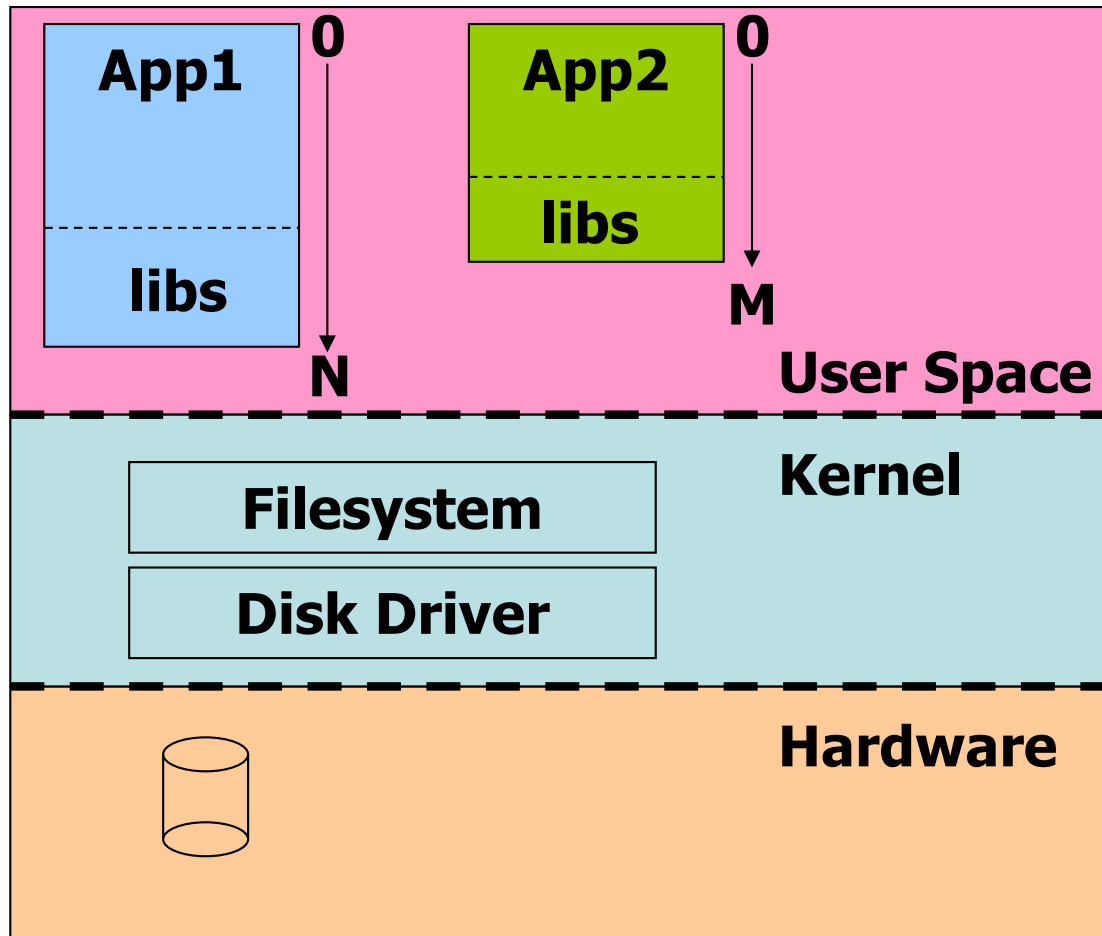 App1
0
libs
N
App2
0
libs
M
User Space
Kernel
Filesystem
Disk Driver
Hardware